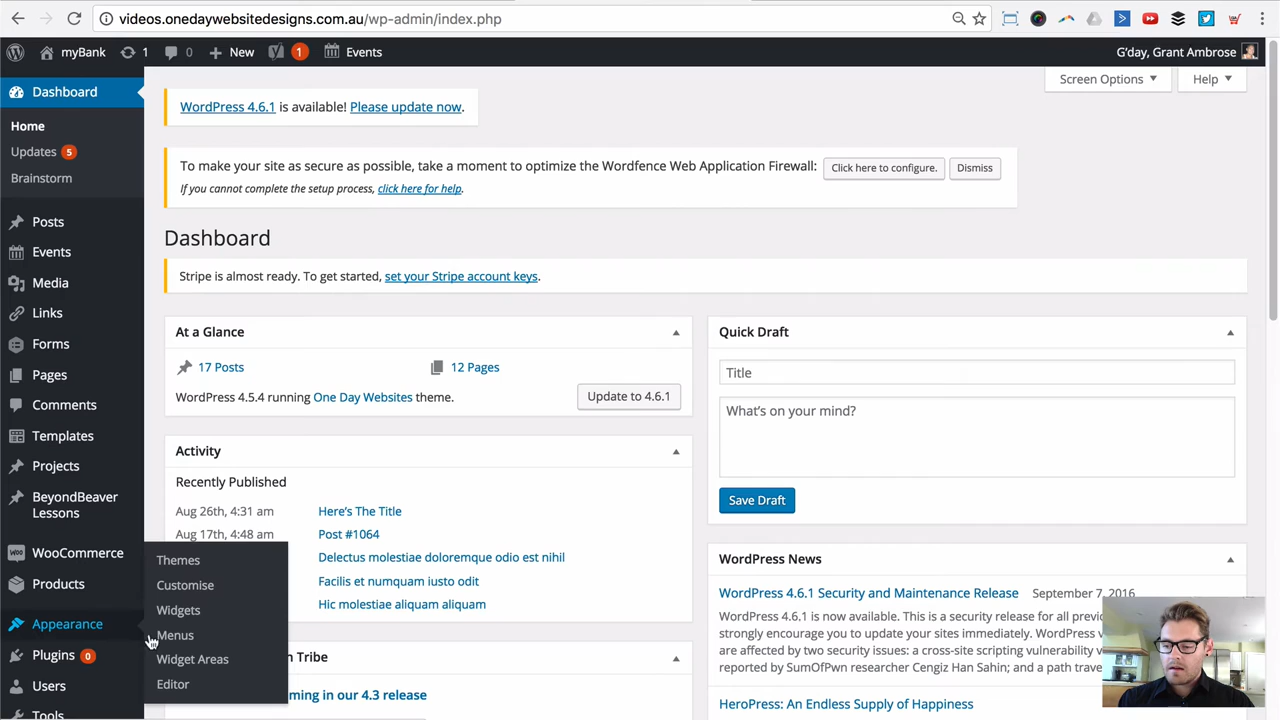 videos.onedaywebsitedesigns.com.au/wp-admin/index.php
myBank 1 0 New 1 Events G'day, Grant Ambrose
Dashboard
Home
Updates 5
Brainstorm
Posts
Events
Media
Links
Forms
Pages
Comments
Templates
Projects
BeyondBeaver
Lessons
WooCommerce
Products
Appearance
Plugins 0
Users
Tools
Themes
Customise
Widgets
Menus
Widget Areas
Editor
Screen Options Help
WordPress 4.6.1 is available! Please update now.
To make your site as secure as possible, take a moment to optimize the Wordfence Web Application Firewall: Click here to configure. Dismiss
If you cannot complete the setup process, click here for help.
Dashboard
Stripe is almost ready. To get started, set your Stripe account keys.
At a Glance
17 Posts 12 Pages
WordPress 4.5.4 running One Day Websites theme. Update to 4.6.1
Activity
Recently Published
Aug 26th, 4:31 am Here's The Title
Aug 17th, 4:48 am Post #1064
Delectus molestiae doloremque odio est nihil
Facilis et numquam iusto odit
Hic molestiae aliquam aliquam
Tribe
in our 4.3 release
Quick Draft
Title
What's on your mind?
Save Draft
WordPress News
WordPress 4.6.1 Security and Maintenance Release September 7, 2016
WordPress 4.6.1 is now available. This is a security release for all previous
strongly encourage you to update your sites immediately. WordPress
are affected by two security issues: a cross-site scripting vulnerability
reported by SumOfPwn researcher Cengiz Han Sahin; and a path
HeroPress: An Endless Supply of Happiness